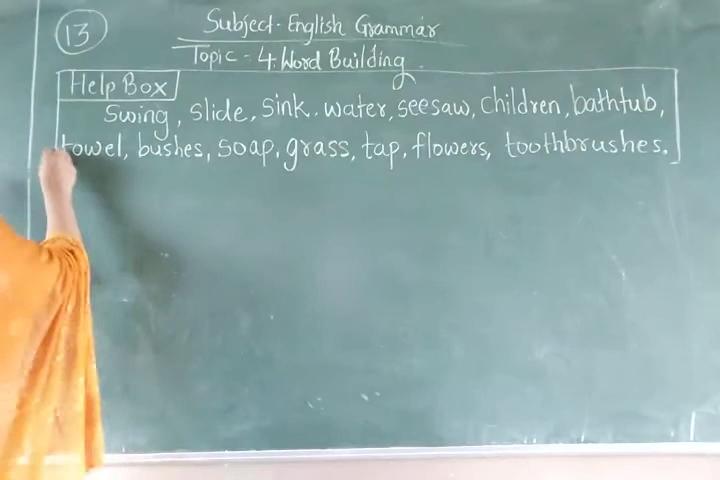 13
Subject- English Grammar
Topic - 4. Word Building.
Help Box
Swing, slide, sink, water, seesaw, children, bathtub,
towel, bushes, soap, grass, tap, flowers, toothbrushes.